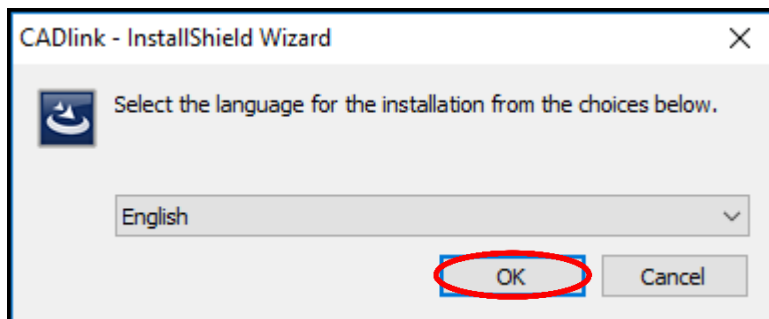 CADlink - InstallShield Wizard
Select the language for the installation from the choices below.
English
OK
Cancel